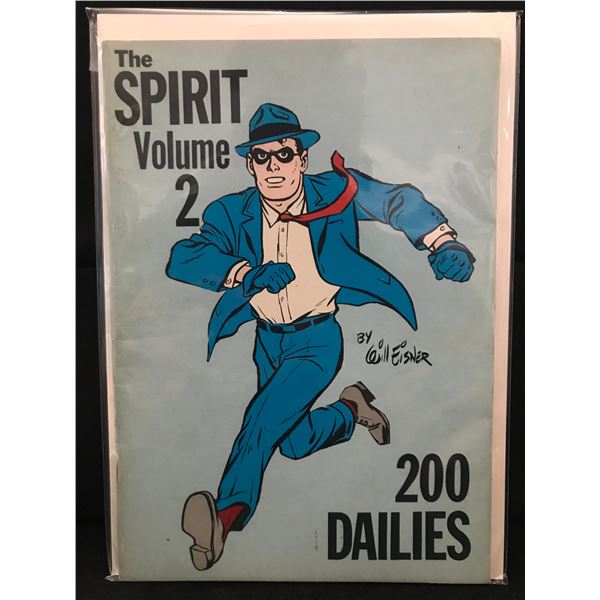 The
SPIRIT
Volume
2
BY
Will EisNER
200
DAILIES